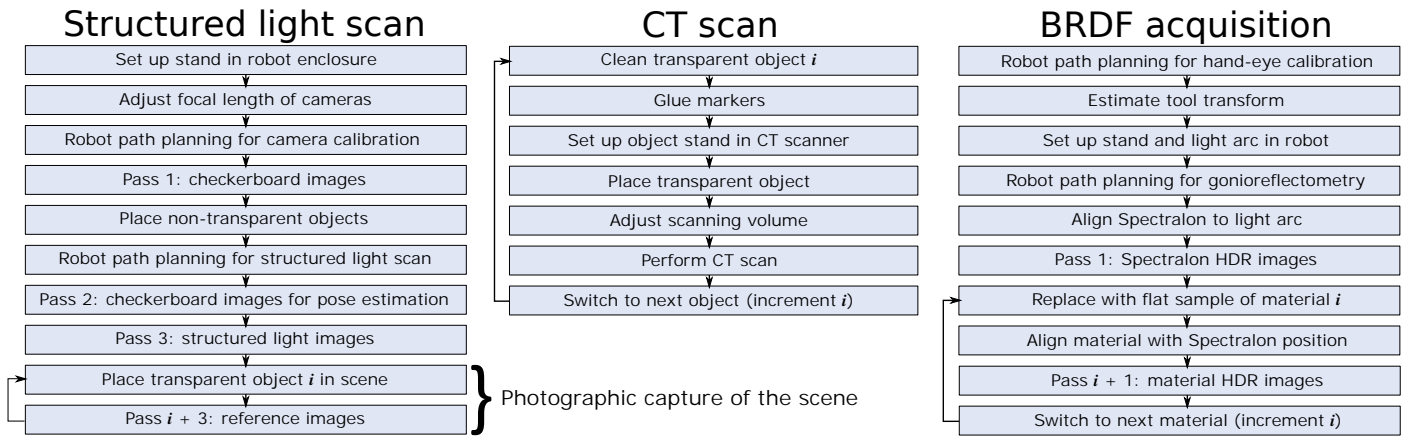 Structured light scan
Set up stand in robot enclosure
Adjust focal length of cameras
Robot path planning for camera calibration
Pass 1: checkerboard images
Place non-transparent objects
Robot path planning for structured light scan
Pass 2: checkerboard images for pose estimation
Pass 3: structured light images
Place transparent object i in scene
Pass i + 3: reference images
Photographic capture of the scene
CT scan
Clean transparent object i
Glue markers
Set up object stand in CT scanner
Place transparent object
Adjust scanning volume
Perform CT scan
Switch to next object (increment i)
BRDF acquisition
Robot path planning for hand-eye calibration
Estimate tool transform
Set up stand and light arc in robot
Robot path planning for gonioreflectometry
Align Spectralon to light arc
Pass 1: Spectralon HDR images
Replace with flat sample of material i
Align material with Spectralon position
Pass i + 1: material HDR images
Switch to next material (increment i)